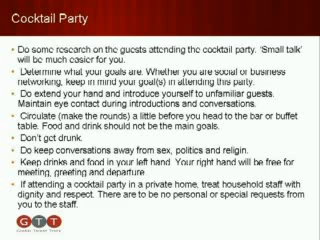 Cocktail Party
• Do some research on the guests attending the cocktail party. 'Small talk'
will be much easier for you.
• Determine what your goals are. Whether you are social or business
networking, keep in mind your goal(s) in attending this party.
• Do extend your hand and introduce yourself to unfamiliar guests.
Maintain eye contact during introductions and conversations.
• Circulate (make the rounds) a little before you head to the bar or buffet
table. Food and drink should not be the main goals.
• Don't get drunk.
• Do keep conversations away from sex, politics and religin.
• Keep drinks and food in your left hand. Your right hand will be free for
meeting, greeting and departure
• If attending a cocktail party in a private home, treat household staff with
dignity and respect. There are to be no personal or special requests from
you to the staff.
GTT